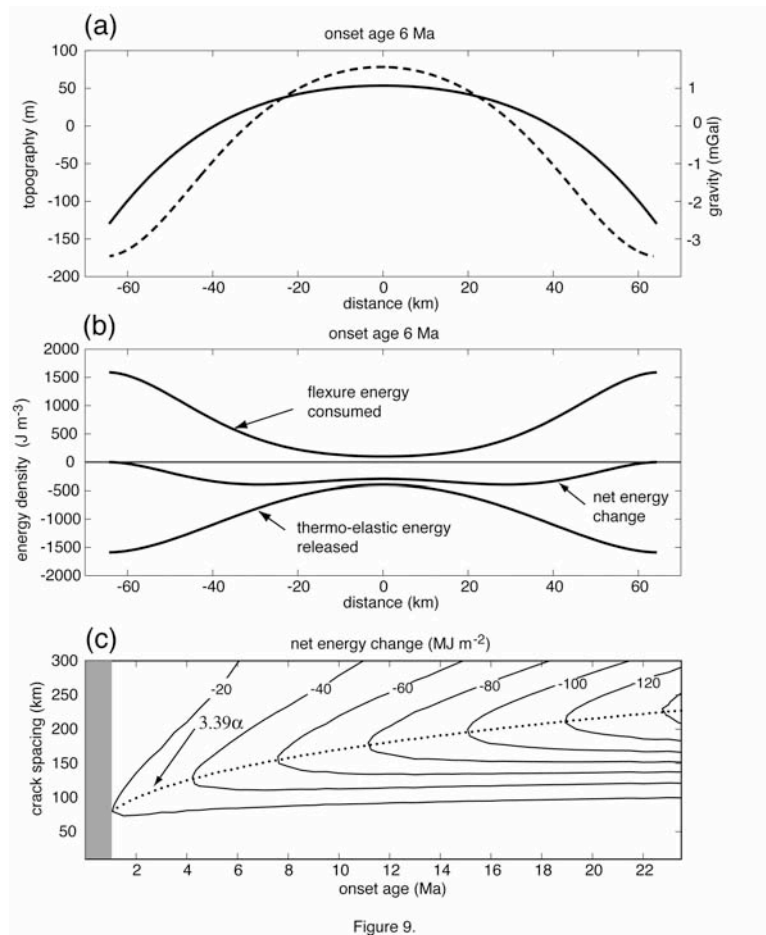 (a)
onset age 6 Ma
100
50
0
-50
-100
-150
-200
topography (m)
1
0
-1
-2
-3
gravity (mGal)
-60 -40 -20 0 20 40 60
distance (km)
(b)
onset age 6 Ma
2000
1500
1000
500
0
-500
-1000
-1500
-2000
energy density (J m-3)
flexure energy
consumed
net energy
change
thermo-elastic energy
released
-60 -40 -20 0 20 40 60
distance (km)
(c)
net energy change (MJ m-2)
300
250
200
150
100
50
crack spacing
(km)
-20 -40 -60 -80 -100 -120
3.39α
2 4 6 8 10 12 14 16 18 20 22
onset age (Ma)
Figure 9.